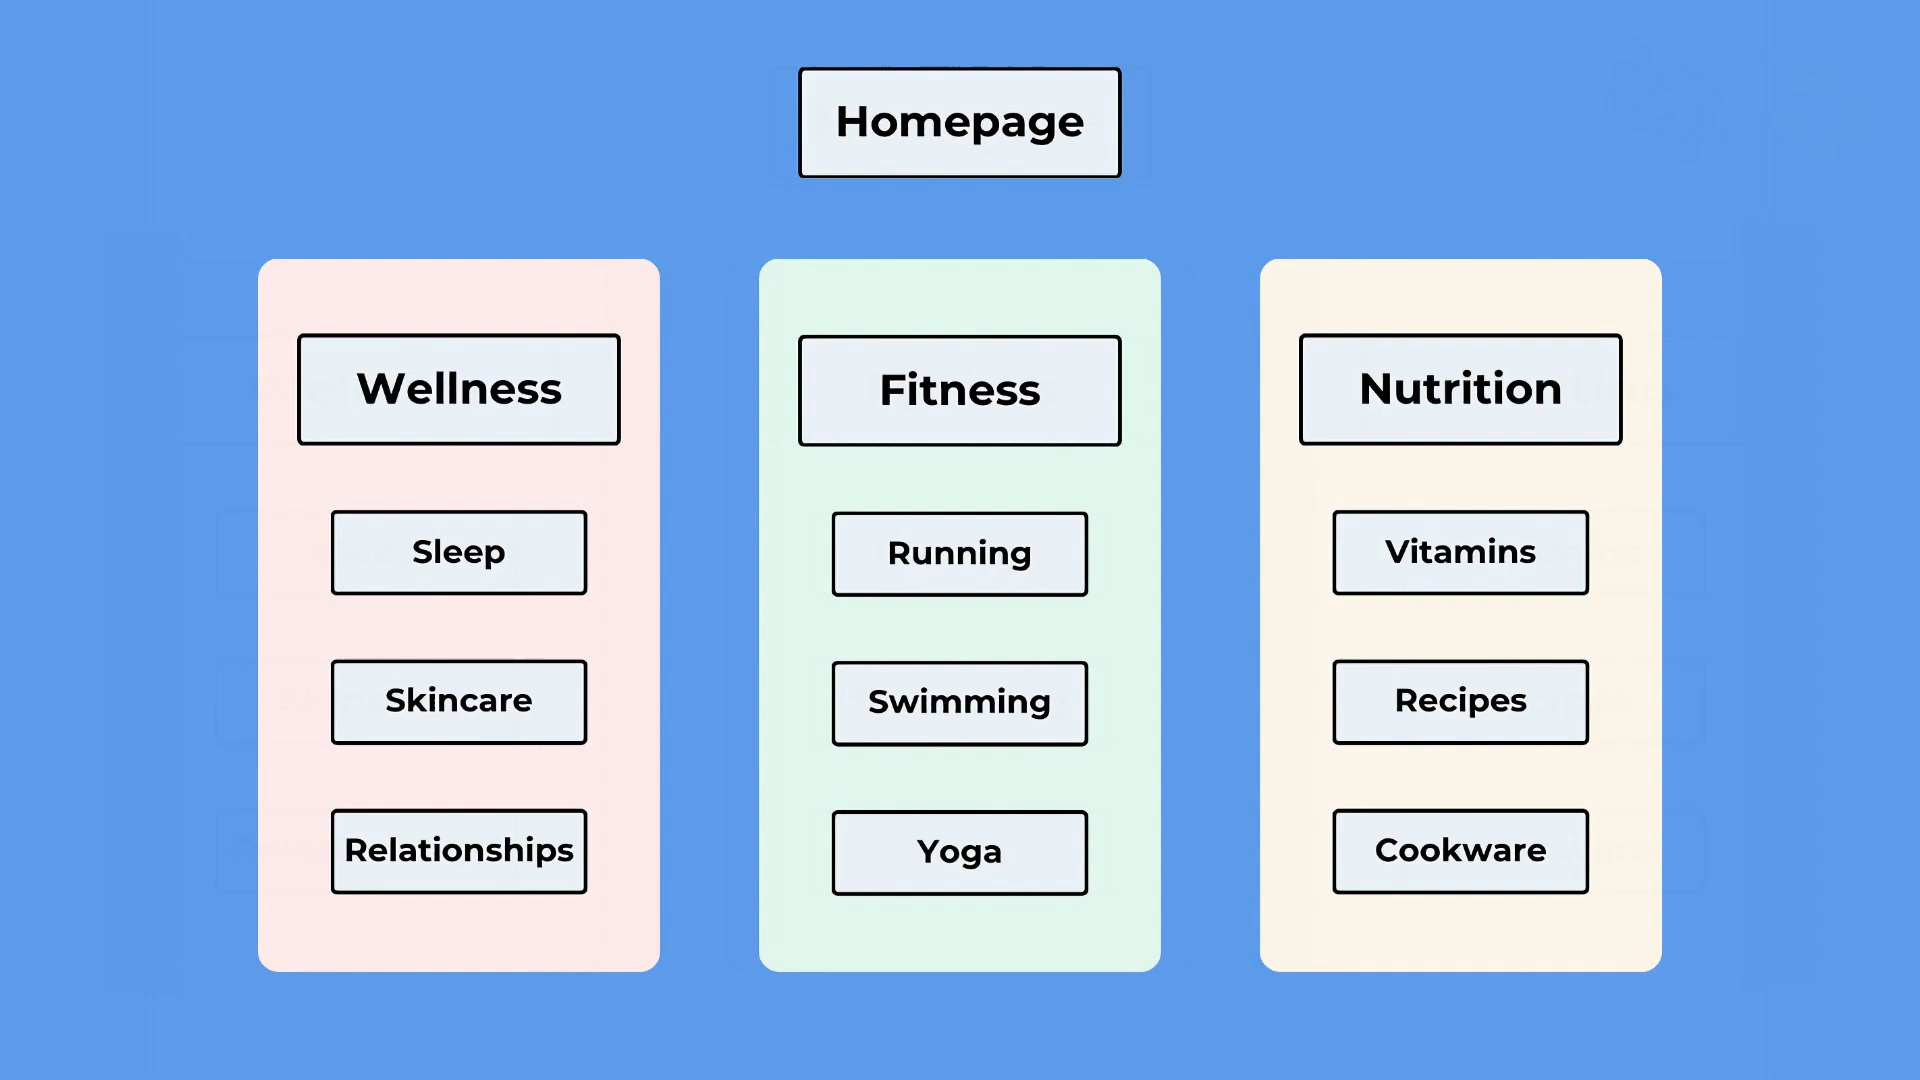 Homepage
Wellness
Sleep
Skincare
Relationships
Fitness
Running
Swimming
Yoga
Nutrition
Vitamins
Recipes
Cookware